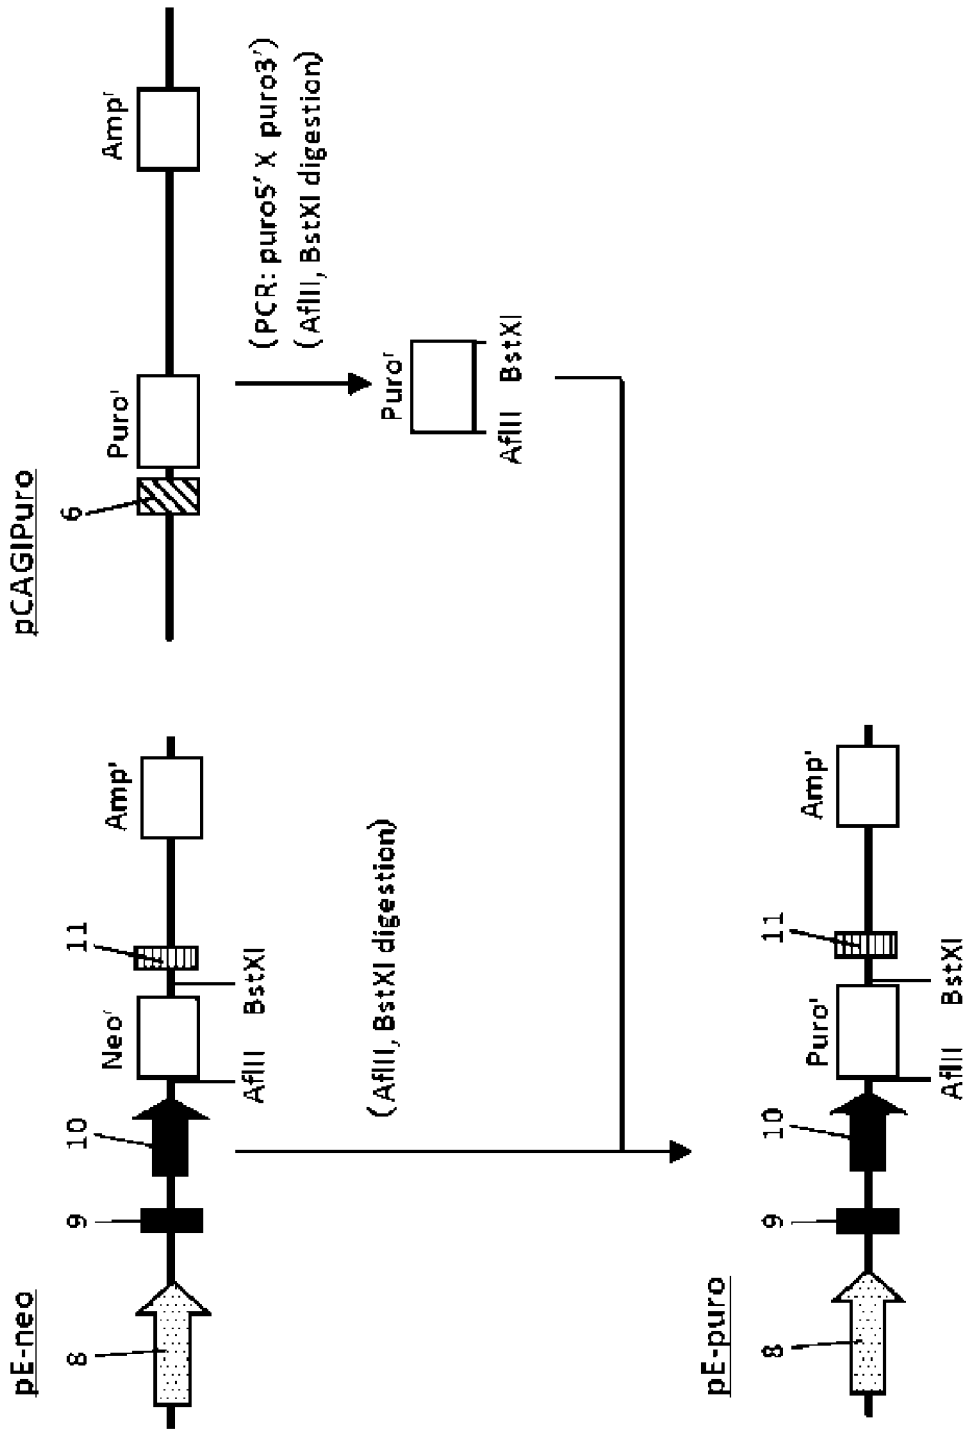 pE-neo
8 9 10 11
Neoʳ Ampʳ
AflII BstXI
(AflII, BstXI digestion)
pCAGIPuro
6
Puroʳ Ampʳ
(PCR: puro5′ X puro3′)
(AflII, BstXI digestion)
Puroʳ
AflII BstXI
pE-puro
8 9 10 11
Puroʳ Ampʳ
AflII BstXI